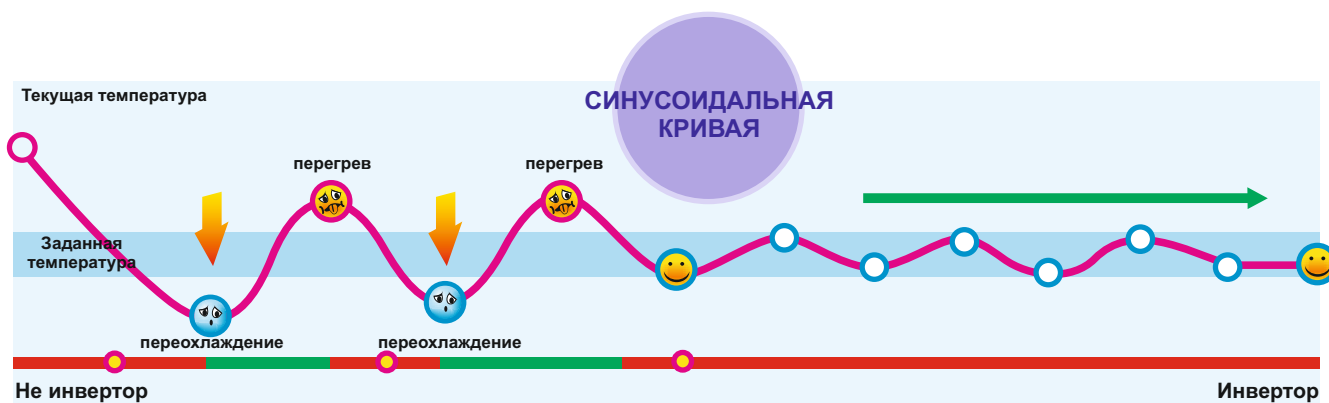 СИНУСОИДАЛЬНАЯ
КРИВАЯ
Текущая температура
перегрев
перегрев
Заданная
температура
переохлаждение
переохлаждение
Не инвертор
Инвертор